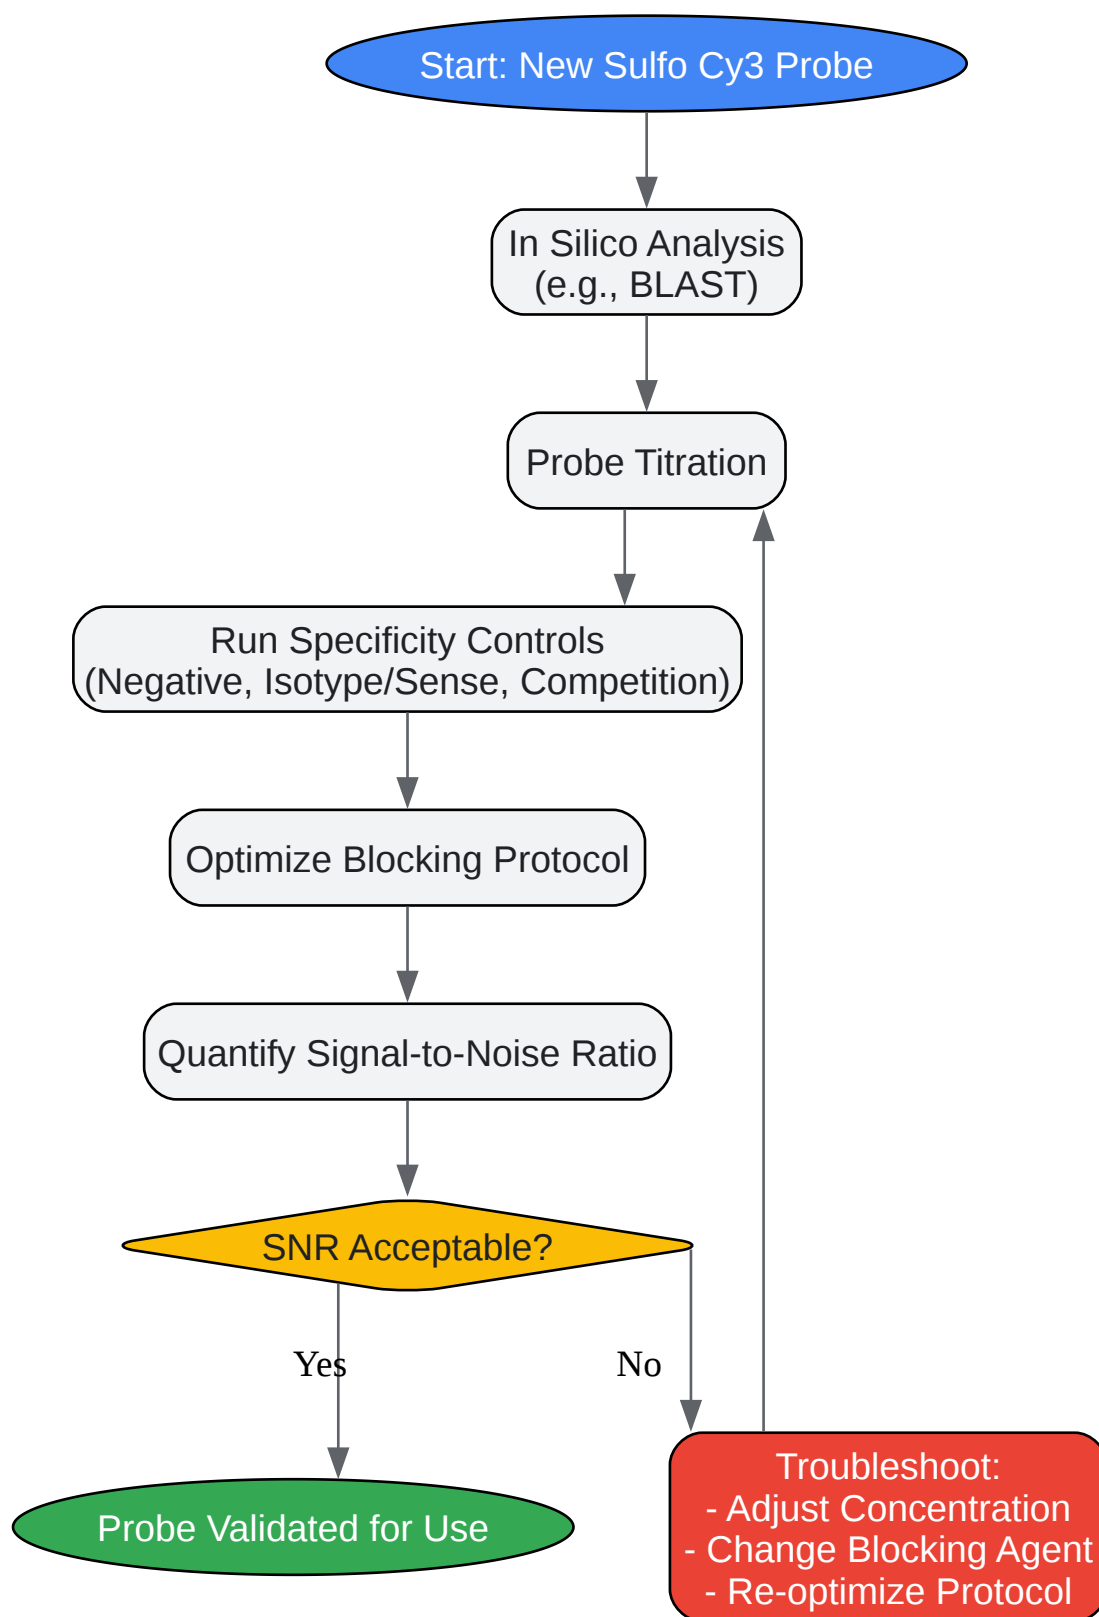 Start: New Sulfo Cy3 Probe
In Silico Analysis
(e.g., BLAST)
Probe Titration
Run Specificity Controls
(Negative, Isotype/Sense, Competition)
Optimize Blocking Protocol
Quantify Signal-to-Noise Ratio
SNR Acceptable?
Yes
No
Probe Validated for Use
Troubleshoot:
- Adjust Concentration
- Change Blocking Agent
- Re-optimize Protocol